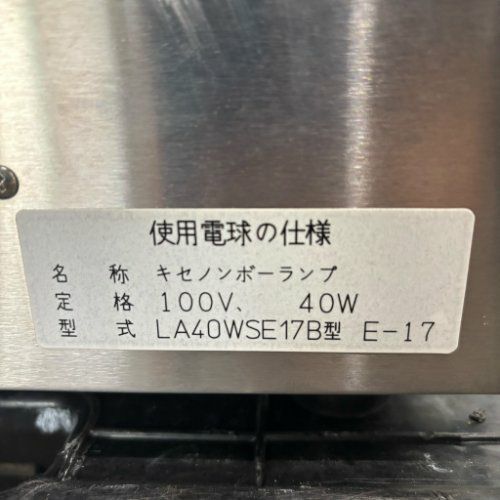 使用電球の仕様
名 称 キセノンボーランプ
定 格 100V、 40W
型 式 LA40WSE17B型 E-17